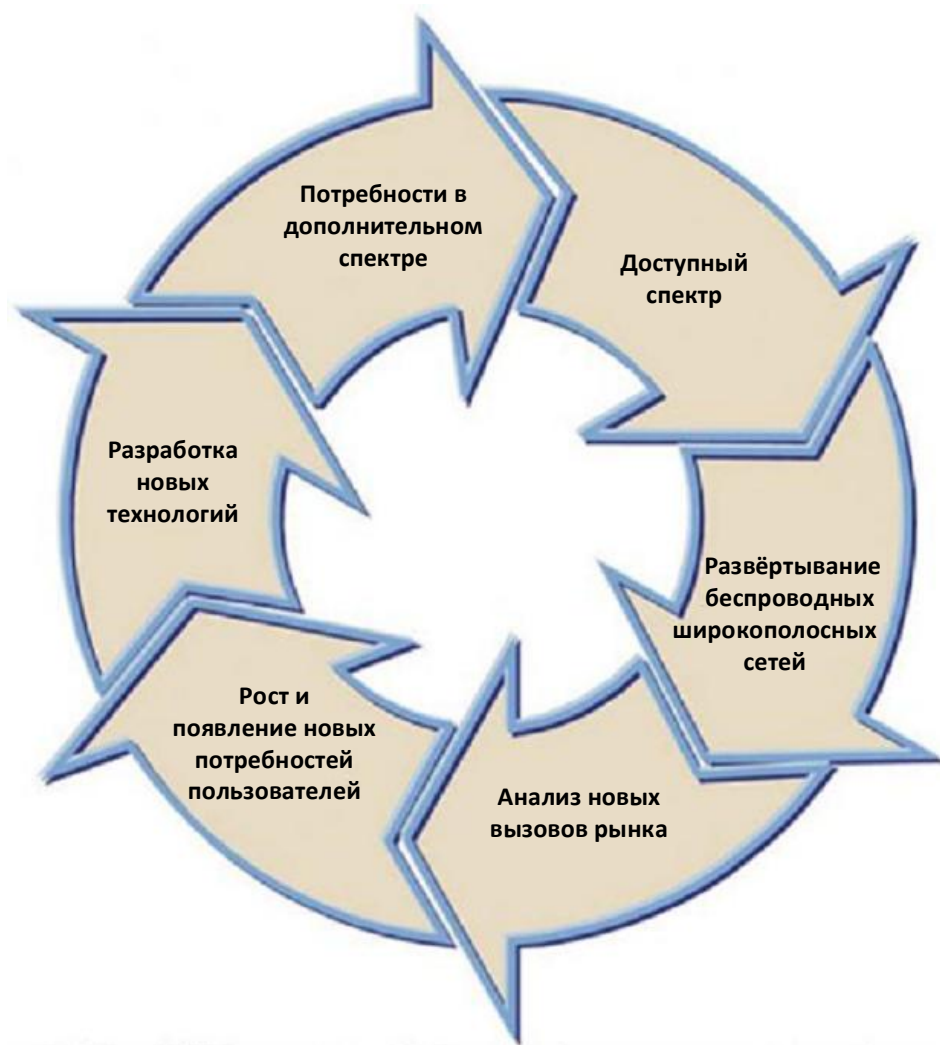 Потребности в
дополнительном
спектре
Доступный
спектр
Развёртывание
беспроводных
широкополосных
сетей
Анализ новых
вызовов рынка
Рост и
появление новых
потребностей
пользователей
Разработка
новых
технологий